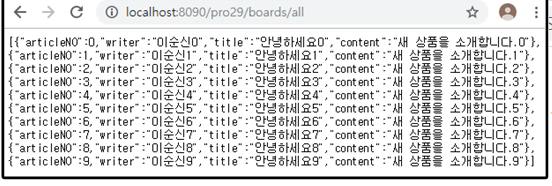 localhost:8090/pro29/boards/all
[{"articleNO":0,"writer":"이순신0","title":"안녕하세요0","content":"새 상품을 소개합니다.0"},
{"articleNO":1,"writer":"이순신1","title":"안녕하세요1","content":"새 상품을 소개합니다.1"},
{"articleNO":2,"writer":"이순신2","title":"안녕하세요2","content":"새 상품을 소개합니다.2"},
{"articleNO":3,"writer":"이순신3","title":"안녕하세요3","content":"새 상품을 소개합니다.3"},
{"articleNO":4,"writer":"이순신4","title":"안녕하세요4","content":"새 상품을 소개합니다.4"},
{"articleNO":5,"writer":"이순신5","title":"안녕하세요5","content":"새 상품을 소개합니다.5"},
{"articleNO":6,"writer":"이순신6","title":"안녕하세요6","content":"새 상품을 소개합니다.6"},
{"articleNO":7,"writer":"이순신7","title":"안녕하세요7","content":"새 상품을 소개합니다.7"},
{"articleNO":8,"writer":"이순신8","title":"안녕하세요8","content":"새 상품을 소개합니다.8"},
{"articleNO":9,"writer":"이순신9","title":"안녕하세요9","content":"새 상품을 소개합니다.9"}]